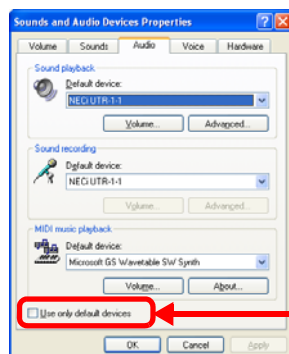 Sounds and Audio Devices Properties
Volume Sounds Audio Voice Hardware
Sound playback
Default device:
NECi UTR-1-1
Volume... Advanced...
Sound recording
Default device:
NECi UTR-1-1
Volume... Advanced...
MIDI music playback
Default device:
Microsoft GS Wavetable SW Synth
Volume... About...
Use only default devices
OK Cancel Apply